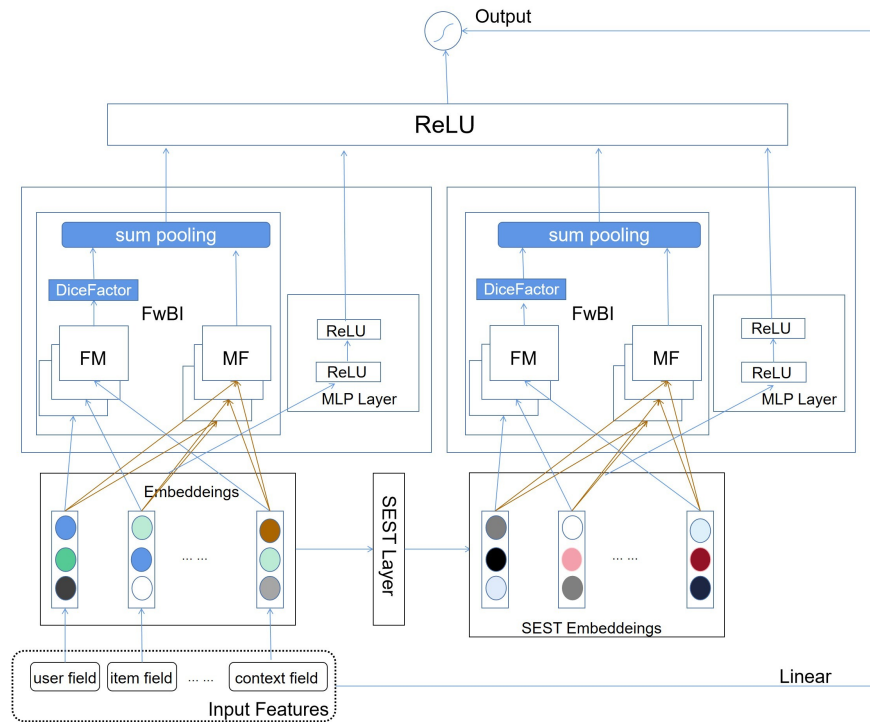 Output
ReLU
sum pooling
DiceFactor
FwBI
FM
MF
ReLU
ReLU
MLP Layer
sum pooling
DiceFactor
FwBI
FM
MF
ReLU
ReLU
MLP Layer
Embeddeings
... ...
SEST Layer
... ...
SEST Embeddeings
user field
item field
... ...
context field
Input Features
Linear